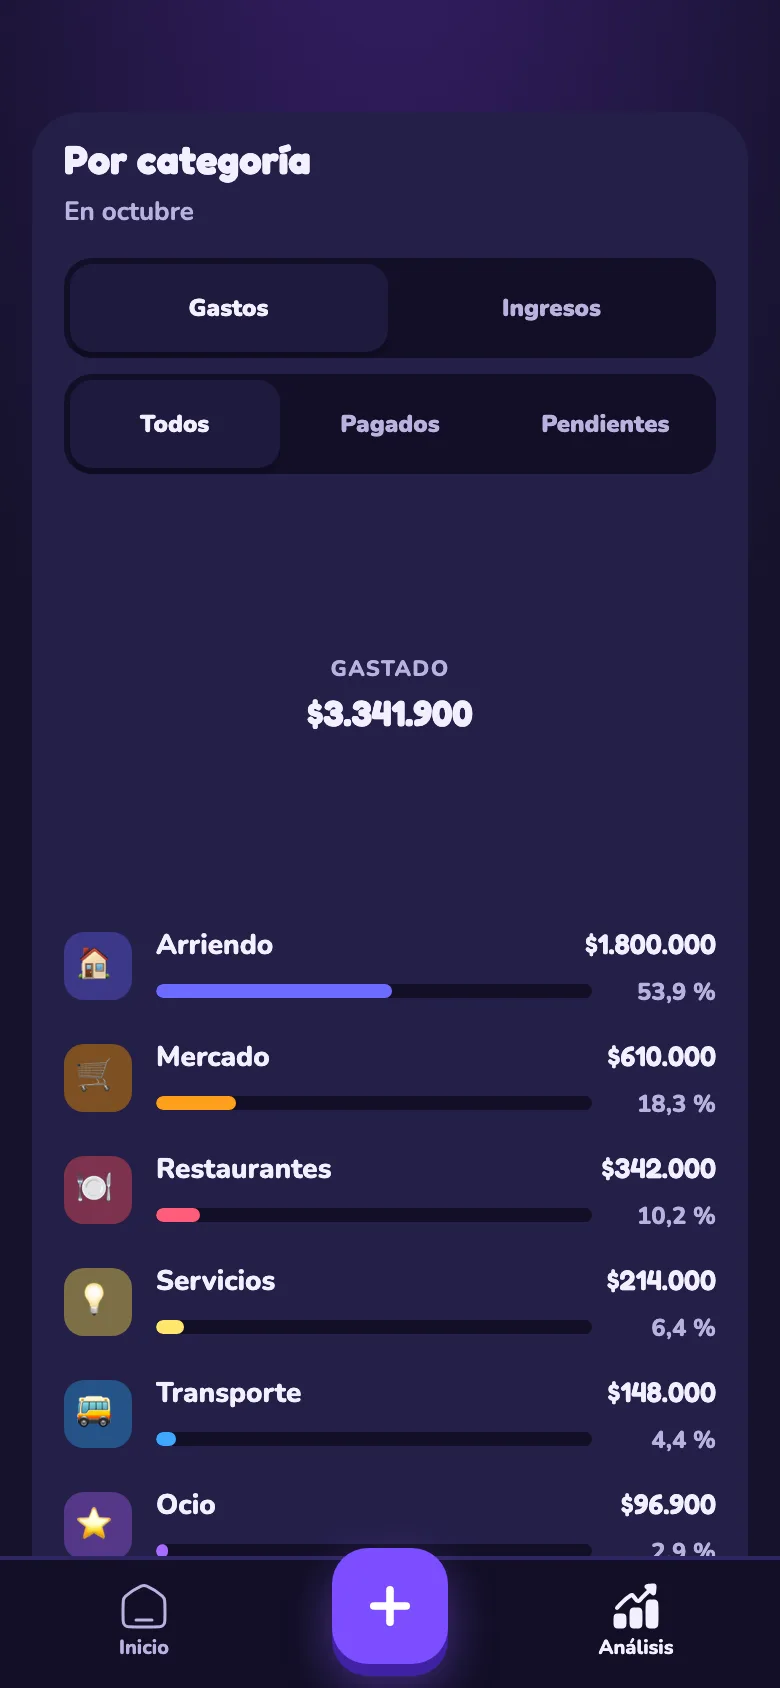 Por categoría
En octubre
Gastos Ingresos
Todos Pagados Pendientes
GASTADO
$3.341.900
Arriendo $1.800.000
53,9 %
Mercado $610.000
18,3 %
Restaurantes $342.000
10,2 %
Servicios $214.000
6,4 %
Transporte $148.000
4,4 %
Ocio $96.900
2,9 %
Inicio Análisis